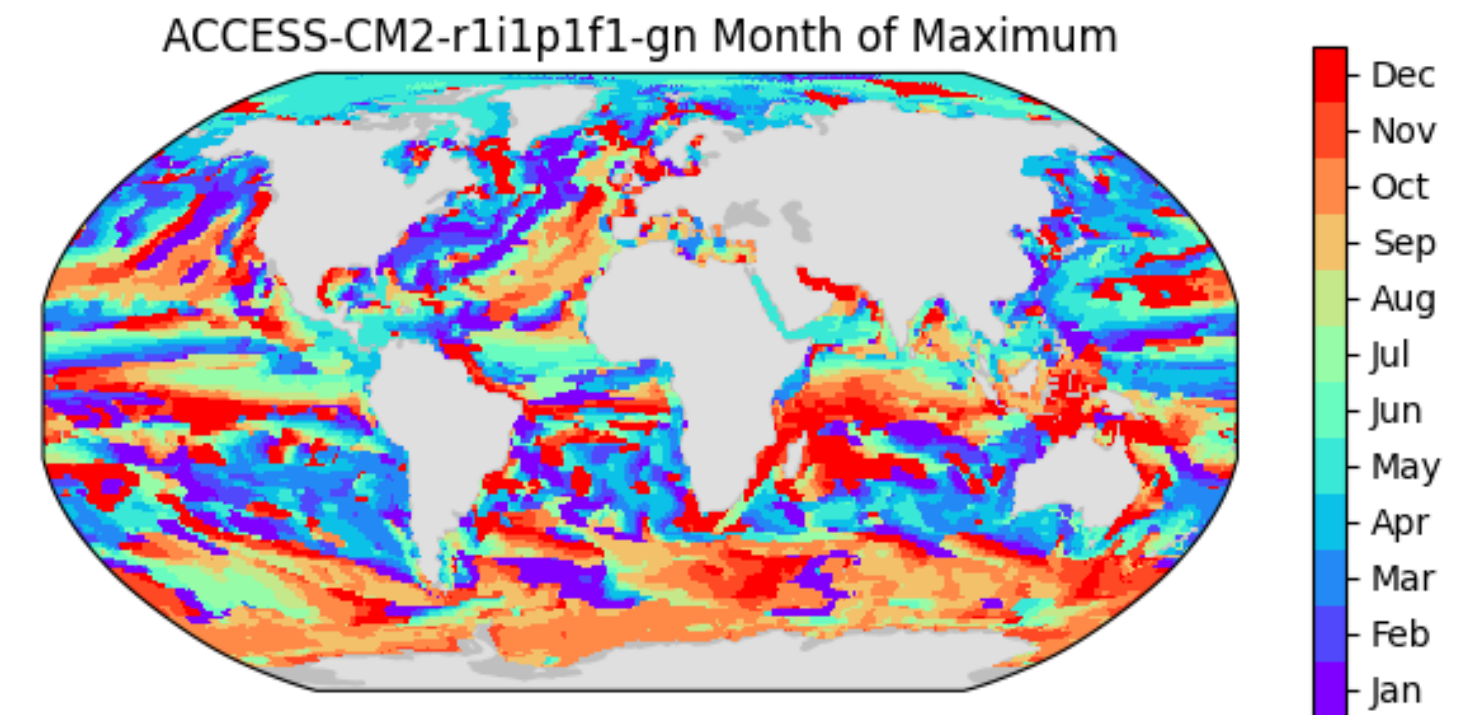 ACCESS-CM2-r1i1p1f1-gn Month of Maximum
Dec
Nov
Oct
Sep
Aug
Jul
Jun
May
Apr
Mar
Feb
Jan